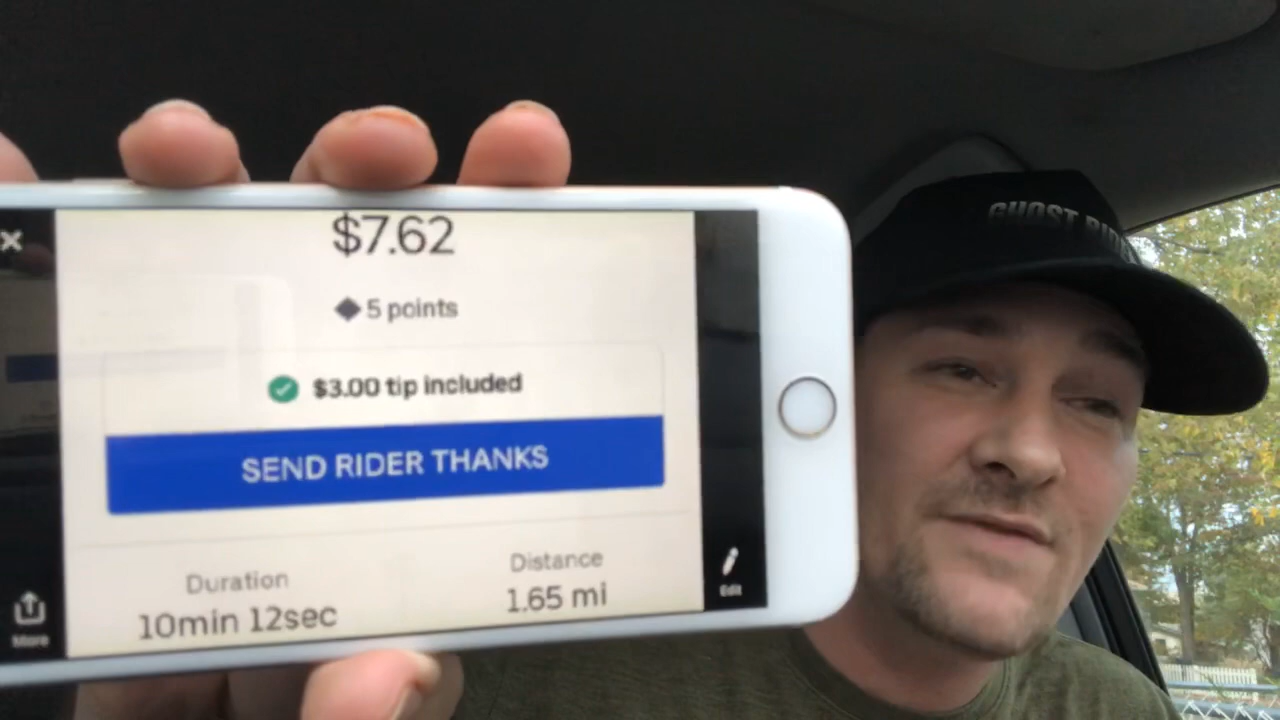 $7.62
5 points
$3.00 tip included
SEND RIDER THANKS
Duration
10min 12sec
Distance
1.65 mi
More
Edit
GHOST